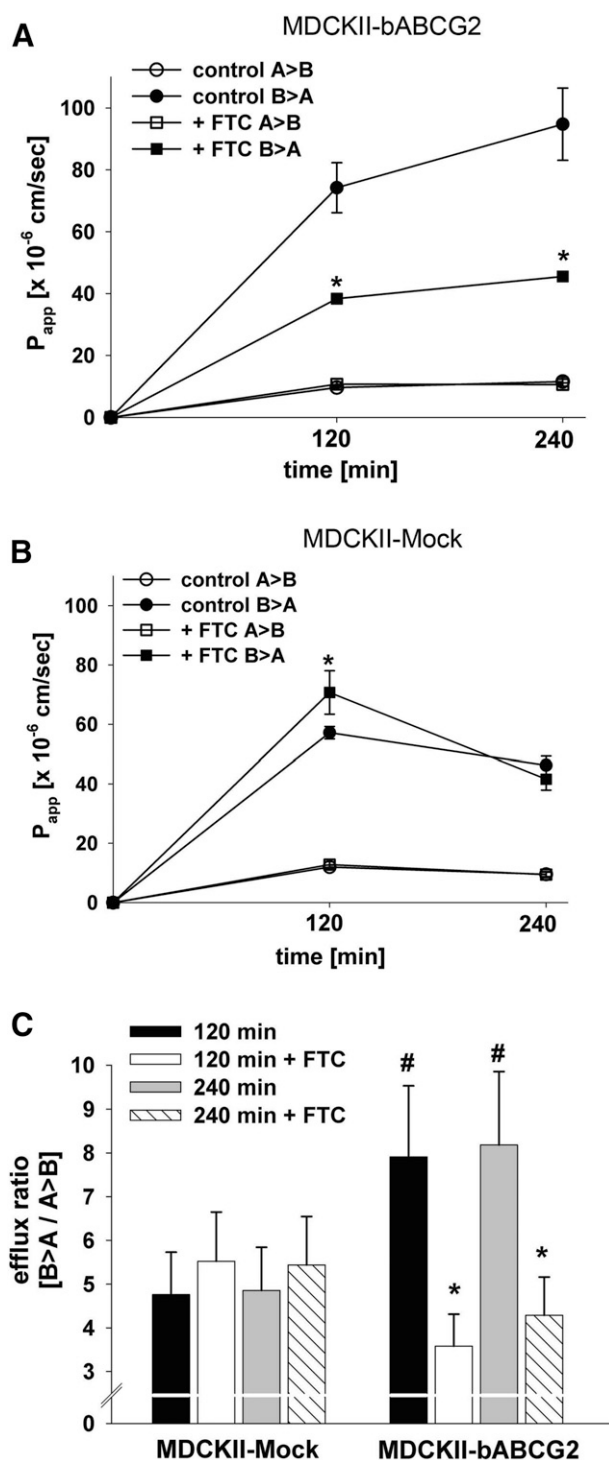 A
MDCKII-bABCG2
control A>B
control B>A
+ FTC A>B
+ FTC B>A
100
80
60
40
20
0
P app [x 10⁻⁶ cm/sec]
*
*
120
240
time [min]
B
MDCKII-Mock
control A>B
control B>A
+ FTC A>B
+ FTC B>A
100
80
60
40
20
0
P app [x 10⁻⁶ cm/sec]
*
120
240
time [min]
C
120 min
120 min + FTC
240 min
240 min + FTC
10
9
8
7
6
5
4
3
0
efflux ratio
[B>A / A>B]
#
#
*
*
MDCKII-Mock
MDCKII-bABCG2